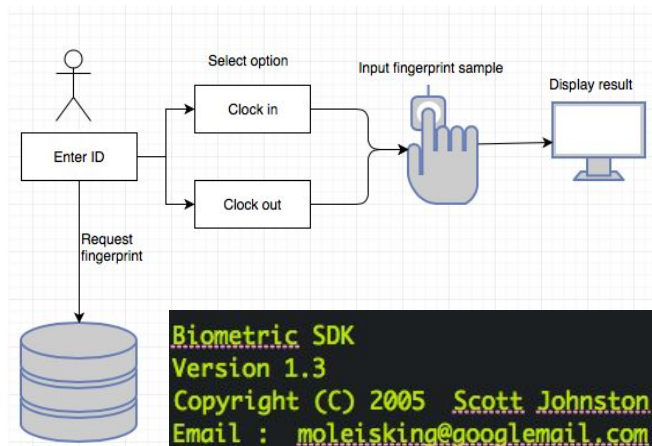 Select option
Input fingerprint sample
Display result
Clock in
Enter ID
Clock out
Request
fingerprint
Biometric SDK
Version 1.3
Copyright (C) 2005 Scott Johnston
Email : moleisking@googlemail.com